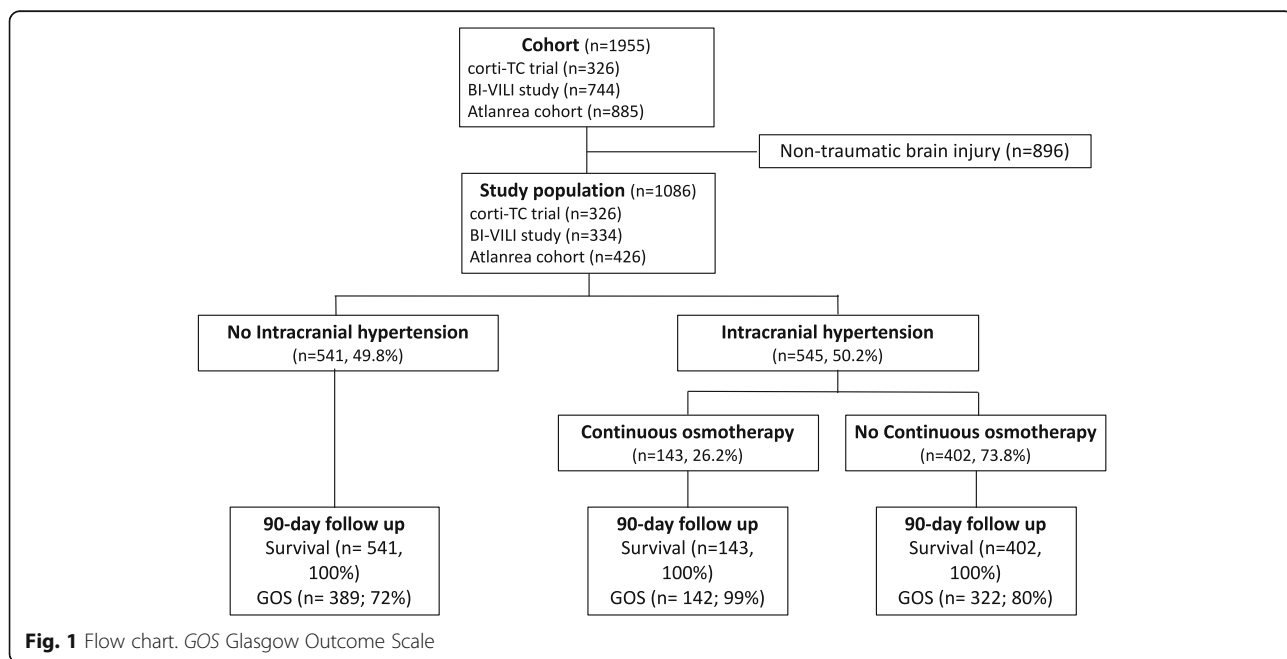 Cohort (n=1955)
corti-TC trial (n=326)
BI-VILI study (n=744)
Atlanrea cohort (n=885)
Non-traumatic brain injury (n=896)
Study population (n=1086)
corti-TC trial (n=326)
BI-VILI study (n=334)
Atlanrea cohort (n=426)
No Intracranial hypertension
(n=541, 49.8%)
Intracranial hypertension
(n=545, 50.2%)
Continuous osmotherapy
(n=143, 26.2%)
No Continuous osmotherapy
(n=402, 73.8%)
90-day follow up
Survival (n= 541,
100%)
GOS (n= 389; 72%)
90-day follow up
Survival (n=143,
100%)
GOS (n= 142; 99%)
90-day follow up
Survival (n=402,
100%)
GOS (n= 322; 80%)
Fig. 1 Flow chart. GOS Glasgow Outcome Scale